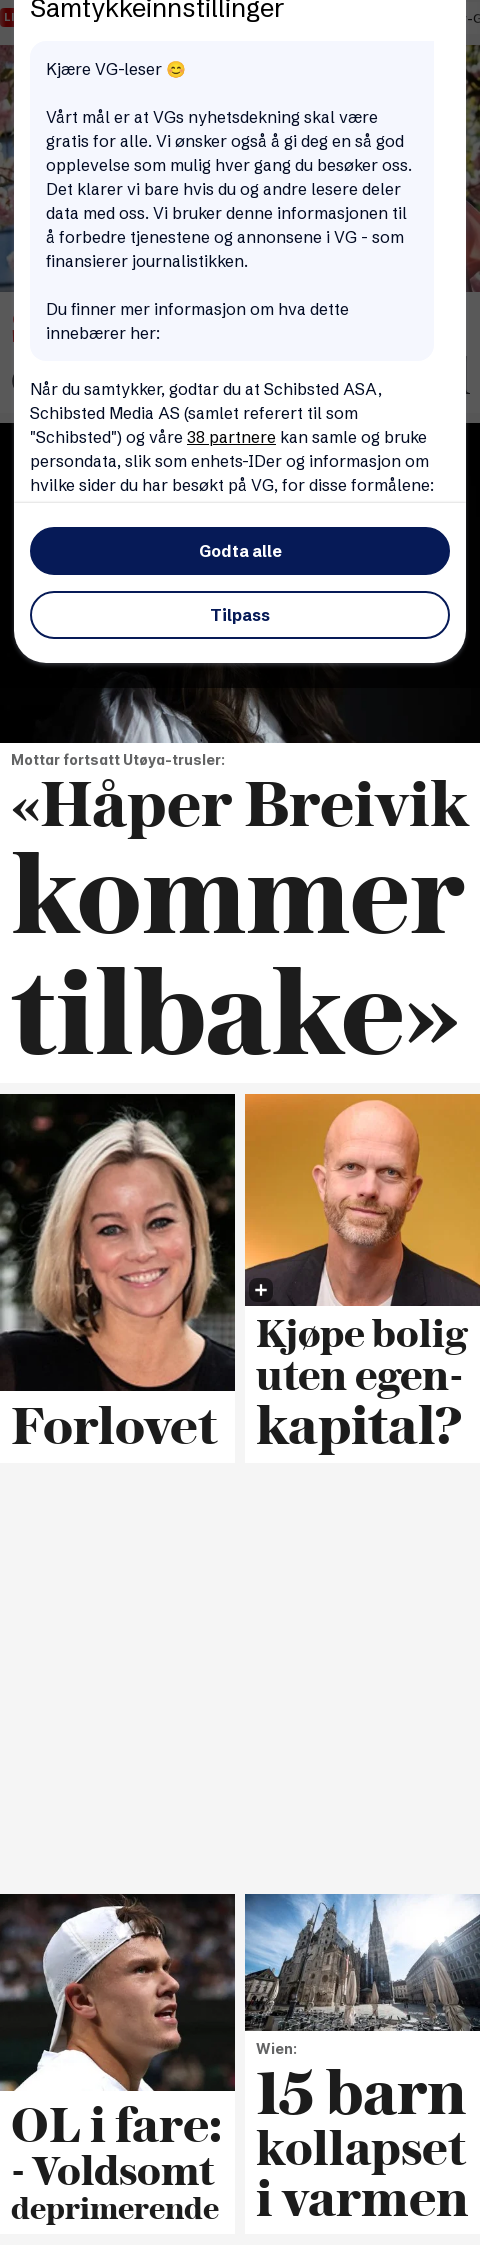 Samtykkeinnstillinger
Kjære VG-leser 😊
Vårt mål er at VGs nyhetsdekning skal være
gratis for alle. Vi ønsker også å gi deg en så god
opplevelse som mulig hver gang du besøker oss.
Det klarer vi bare hvis du og andre lesere deler
data med oss. Vi bruker denne informasjonen til
å forbedre tjenestene og annonsene i VG - som
finansierer journalistikken.
Du finner mer informasjon om hva dette
innebærer her:
Når du samtykker, godtar du at Schibsted ASA,
Schibsted Media AS (samlet referert til som
"Schibsted") og våre 38 partnere kan samle og bruke
persondata, slik som enhets-IDer og informasjon om
hvilke sider du har besøkt på VG, for disse formålene:
Godta alle
Tilpass
Mottar fortsatt Utøya-trusler:
«Håper Breivik
kommer
tilbake»
Forlovet
Kjøpe bolig
uten egen-
kapital?
OL i fare:
- Voldsomt
deprimerende
Wien:
15 barn
kollapset
i varmen